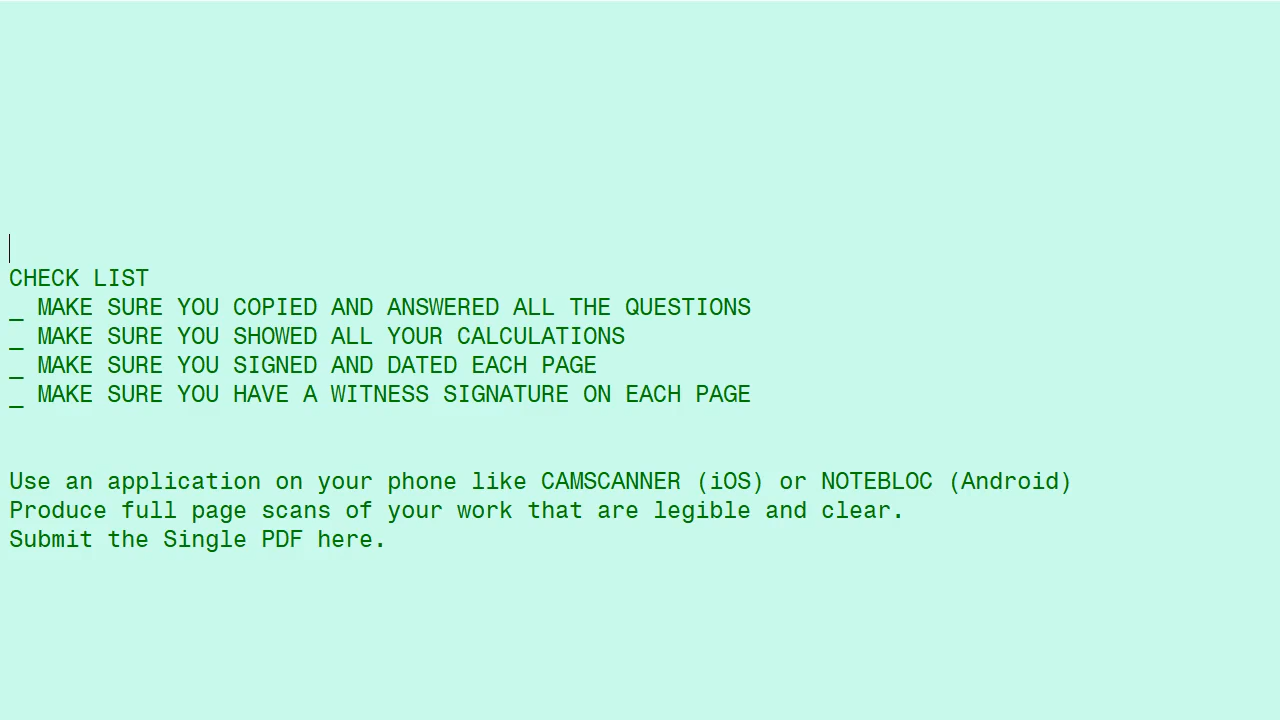 CHECK LIST
_ MAKE SURE YOU COPIED AND ANSWERED ALL THE QUESTIONS
_ MAKE SURE YOU SHOWED ALL YOUR CALCULATIONS
_ MAKE SURE YOU SIGNED AND DATED EACH PAGE
_ MAKE SURE YOU HAVE A WITNESS SIGNATURE ON EACH PAGE
Use an application on your phone like CAMSCANNER (iOS) or NOTEBLOC (Android)
Produce full page scans of your work that are legible and clear.
Submit the Single PDF here.